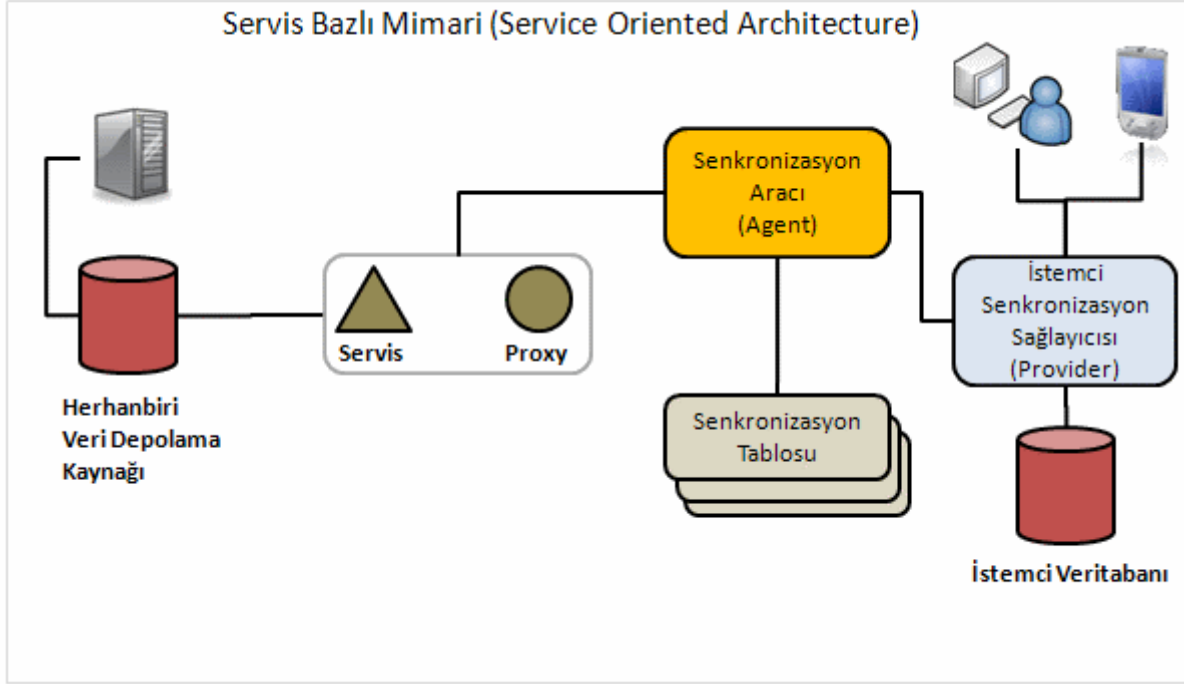 Servis Bazlı Mimari (Service Oriented Architecture)
Senkronizasyon
Aracı
(Agent)
İstemci
Senkronizasyon
Sağlayıcısı
(Provider)
Servis
Proxy
Herhanbiri
Veri Depolama
Kaynağı
Senkronizasyon
Tablosu
İstemci Veritabanı